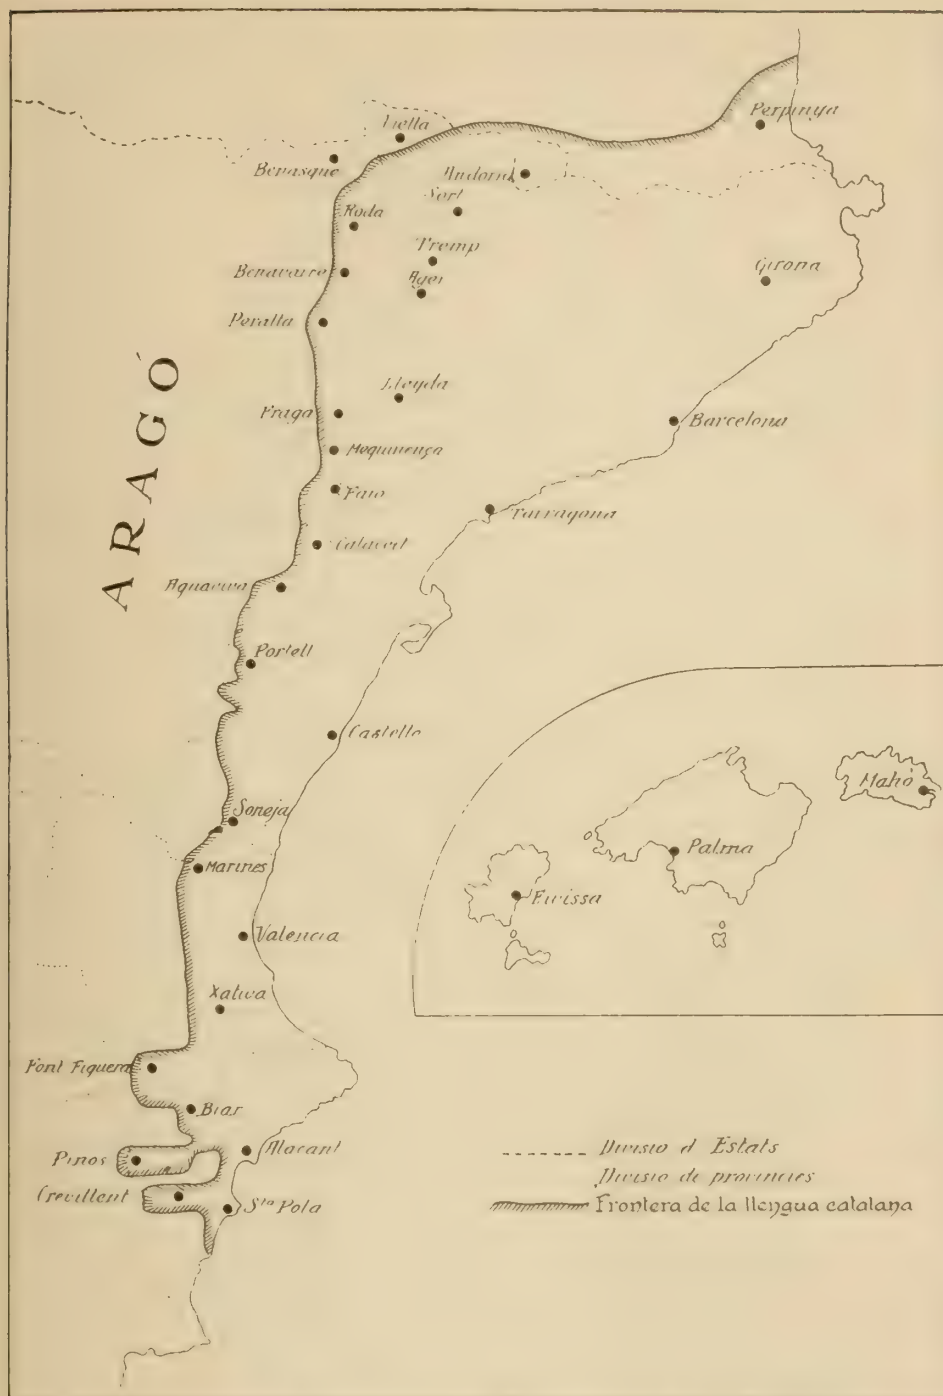 Perpinya
Viella
Benasque
Andorra
Sort
Roda
Tremp
Benavarre
Ager
Girona
Peralta
ARAGÓ
Lleyda
Fraga
Barcelona
Mequinença
Faio
Tarragona
Calaceit
Aguaviva
Portell
Castello
Mahó
Soneja
Palma
Marines
Eivissa
Valencia
Xativa
Font Figuera
Biar
Alacant
Pinos
Crevillent
Sta Pola
Divisio d Estats
Divisio de provincies
Frontera de la llengua catalana